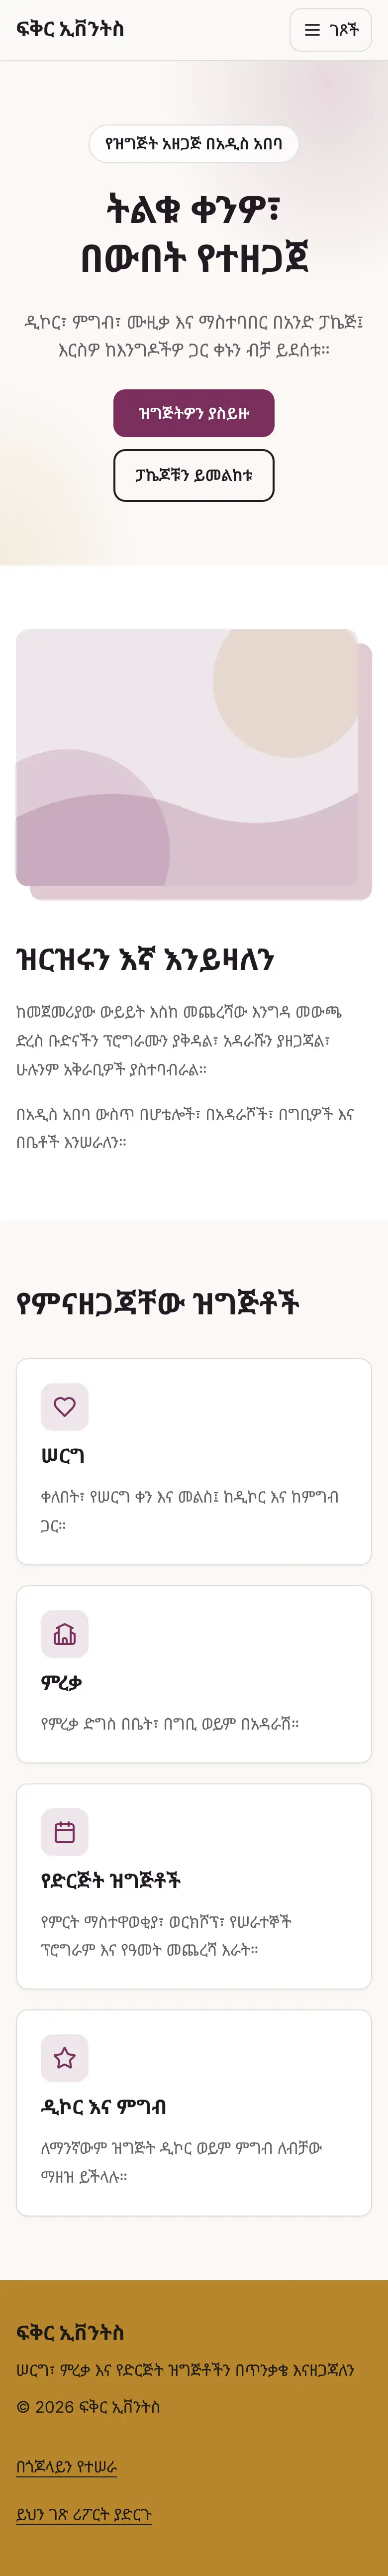 ፍቅር ኢቨንትስ
ገጾች
የዝግጅት አዘጋጅ በአዲስ አበባ
ትልቁ ቀንዎ፣
በውበት የተዘጋጀ
ዲኮር፣ ምግብ፣ ሙዚቃ እና ማስተባበር በአንድ ፓኬጅ፤
እርስዎ ከእንግዶችዎ ጋር ቀኑን ብቻ ይደሰቱ።
ዝግጅትዎን ያስይዙ
ፓኬጆቹን ይመልከቱ
ዝርዝሩን እኛ እንይዛለን
ከመጀመሪያው ውይይት እስከ መጨረሻው እንግዳ መውጫ
ድረስ ቡድናችን ፕሮግራሙን ያቅዳል፣ አዳራሹን ያዘጋጃል፣
ሁሉንም አቅራቢዎች ያስተባብራል።
በአዲስ አበባ ውስጥ በሆቴሎች፣ በአዳራሾች፣ በግቢዎች እና
በቤቶች እንሠራለን።
የምናዘጋጃቸው ዝግጅቶች
ሠርግ
ቀለበት፣ የሠርግ ቀን እና መልስ፤ ከዲኮር እና ከምግብ
ጋር።
ምረቃ
የምረቃ ድግስ በቤት፣ በግቢ ወይም በአዳራሽ።
የድርጅት ዝግጅቶች
የምርት ማስተዋወቂያ፣ ወርክሾፕ፣ የሠራተኞች
ፕሮግራም እና የዓመት መጨረሻ እራት።
ዲኮር እና ምግብ
ለማንኛውም ዝግጅት ዲኮር ወይም ምግብ ለብቻው
ማዘዝ ይችላሉ።
ፍቅር ኢቨንትስ
ሠርግ፣ ምረቃ እና የድርጅት ዝግጅቶችን በጥንቃቄ እናዘጋጃለን
© 2026 ፍቅር ኢቨንትስ
በጎጆላይን የተሠራ
ይህን ገጽ ሪፖርት ያድርጉ